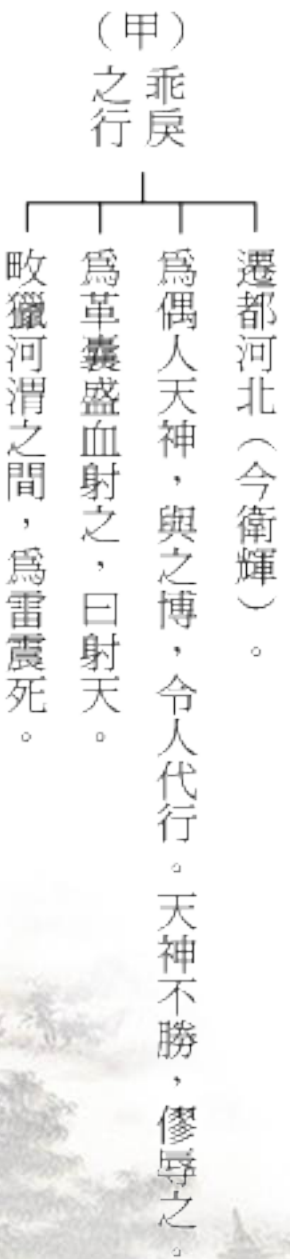 （甲）
乖戾
之行
遷都河北（今衛輝）。
爲偶人天神，與之博，令人代行。天神不勝，僇辱之。
爲革囊盛血射之，曰射天。
畋獵河渭之間，爲雷震死。